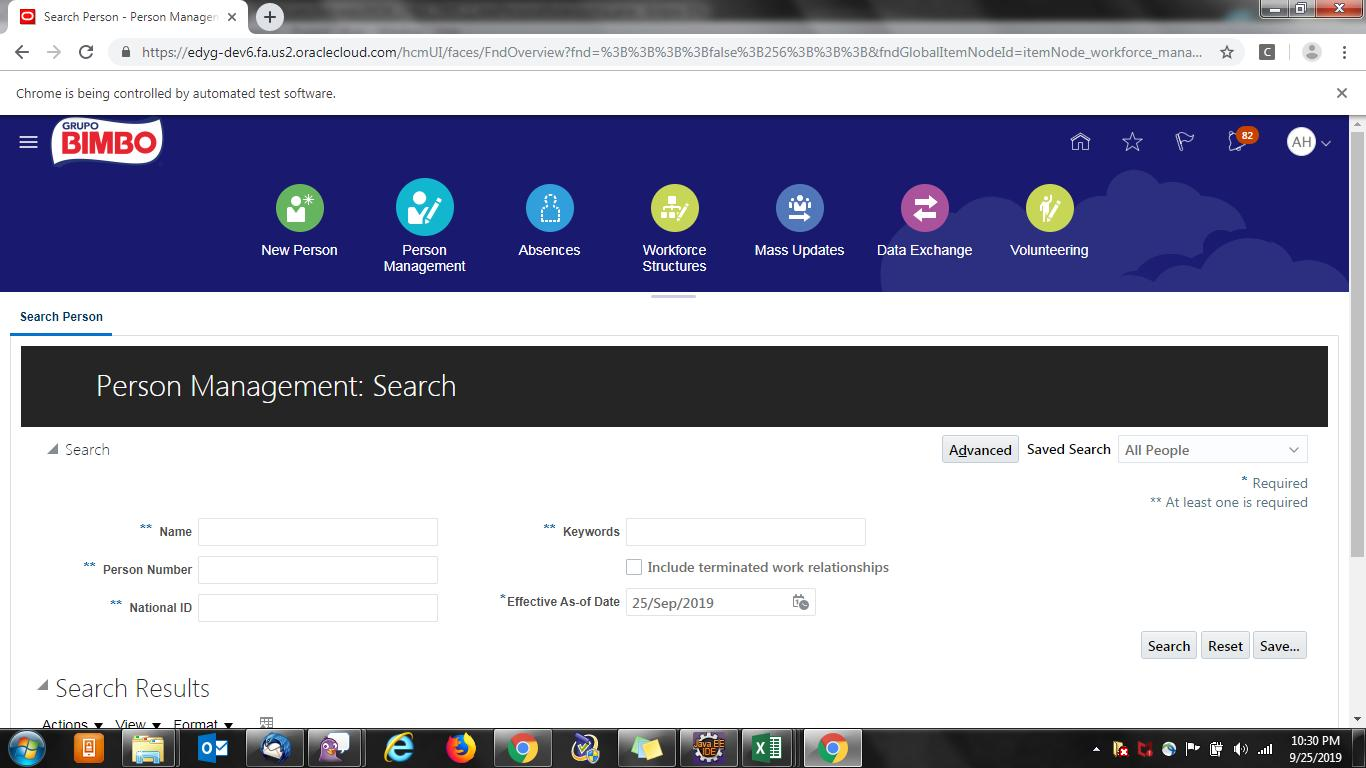 Search Person - Person Managen
https://edyg-dev6.fa.us2.oraclecloud.com/hcmUI/faces/FndOverview?fnd=%3B%3B%3B%3Bfalse%3B256%3B%3B%3B&fndGlobalItemNodeId=itemNode_workforce_mana...
C
Chrome is being controlled by automated test software.
GRUPO
BIMBO
82
AH
New Person
Person
Management
Absences
Workforce
Structures
Mass Updates
Data Exchange
Volunteering
Search Person
Person Management: Search
Search
Advanced
Saved Search
All People
* Required
** At least one is required
** Name
** Keywords
** Person Number
Include terminated work relationships
** National ID
*Effective As-of Date
25/Sep/2019
Search
Reset
Save...
Search Results
Actions
View
Format
Java EE
IDE
10:30 PM
9/25/2019